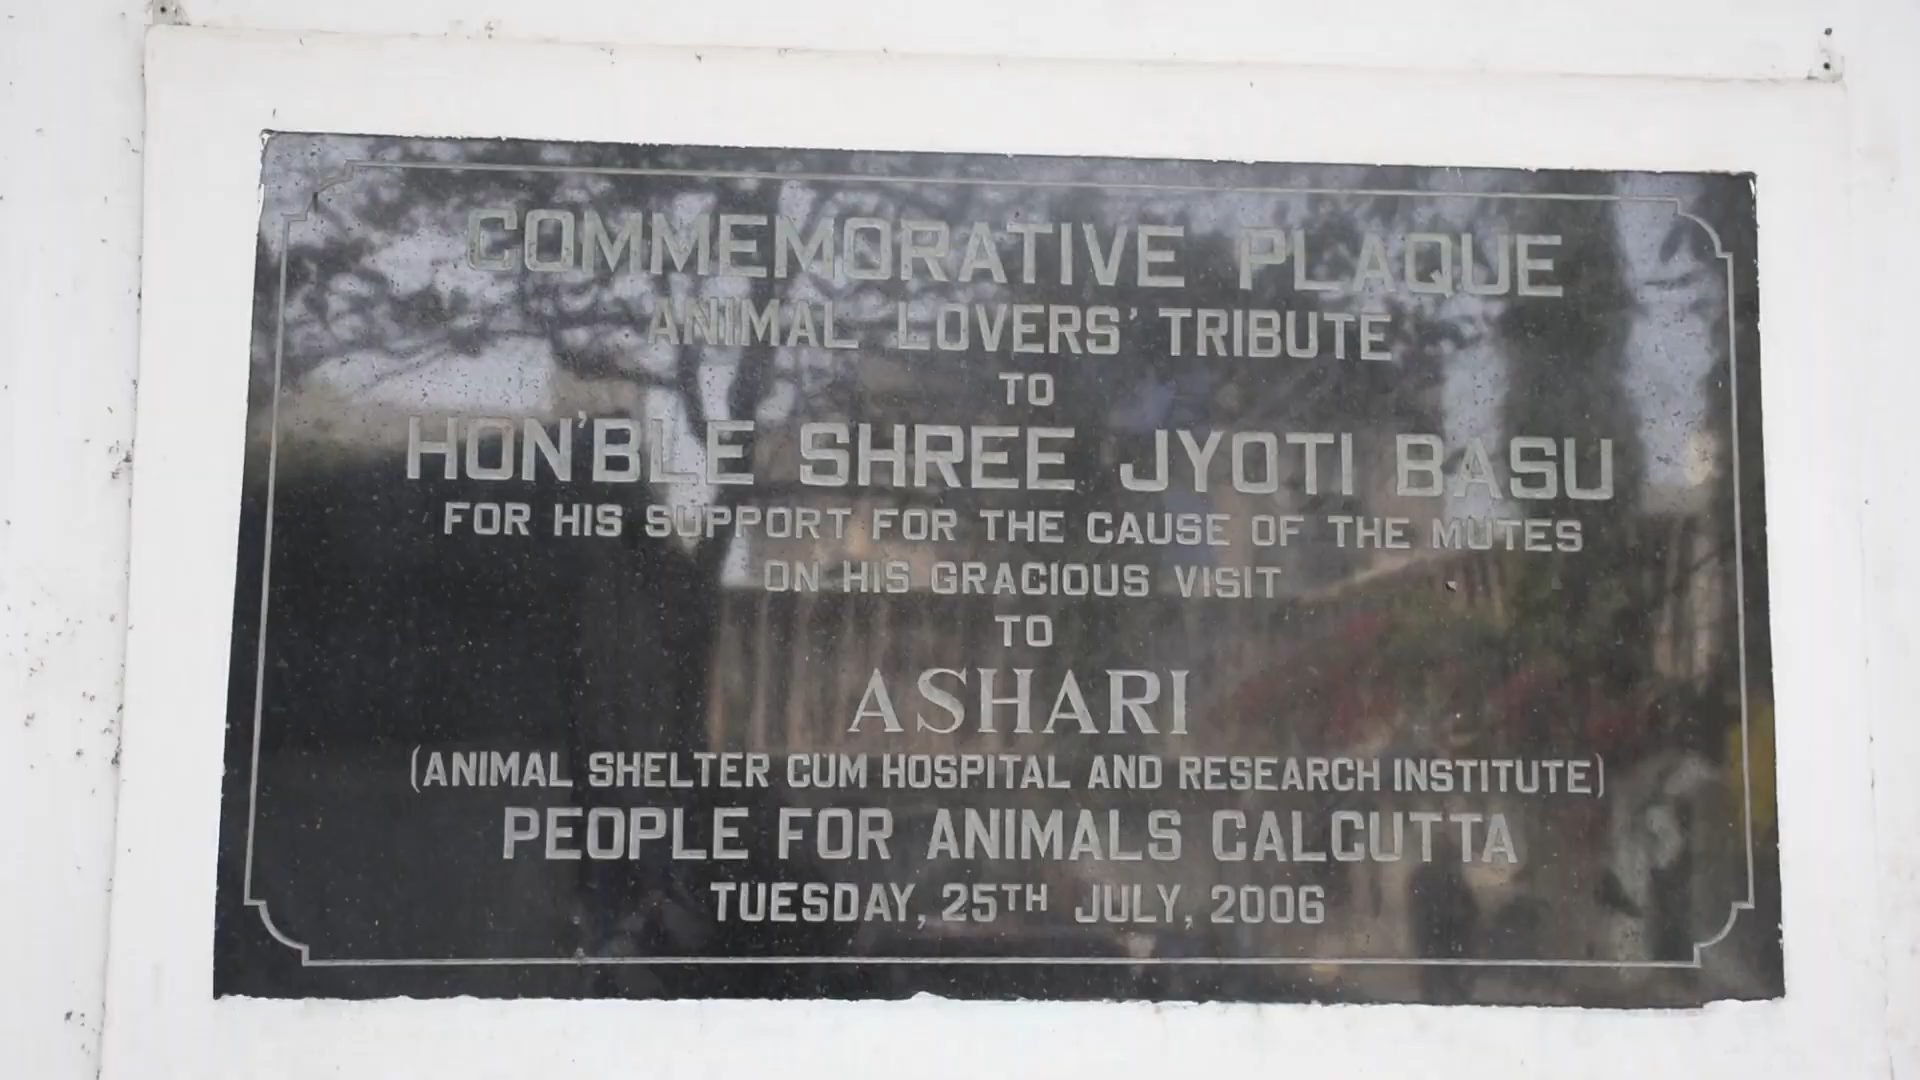 COMMEMORATIVE PLAQUE
ANIMAL LOVERS' TRIBUTE
TO
HON'BLE SHREE JYOTI BASU
FOR HIS SUPPORT FOR THE CAUSE OF THE MUTES
ON HIS GRACIOUS VISIT
TO
ASHARI
(ANIMAL SHELTER CUM HOSPITAL AND RESEARCH INSTITUTE)
PEOPLE FOR ANIMALS CALCUTTA
TUESDAY, 25TH JULY, 2006